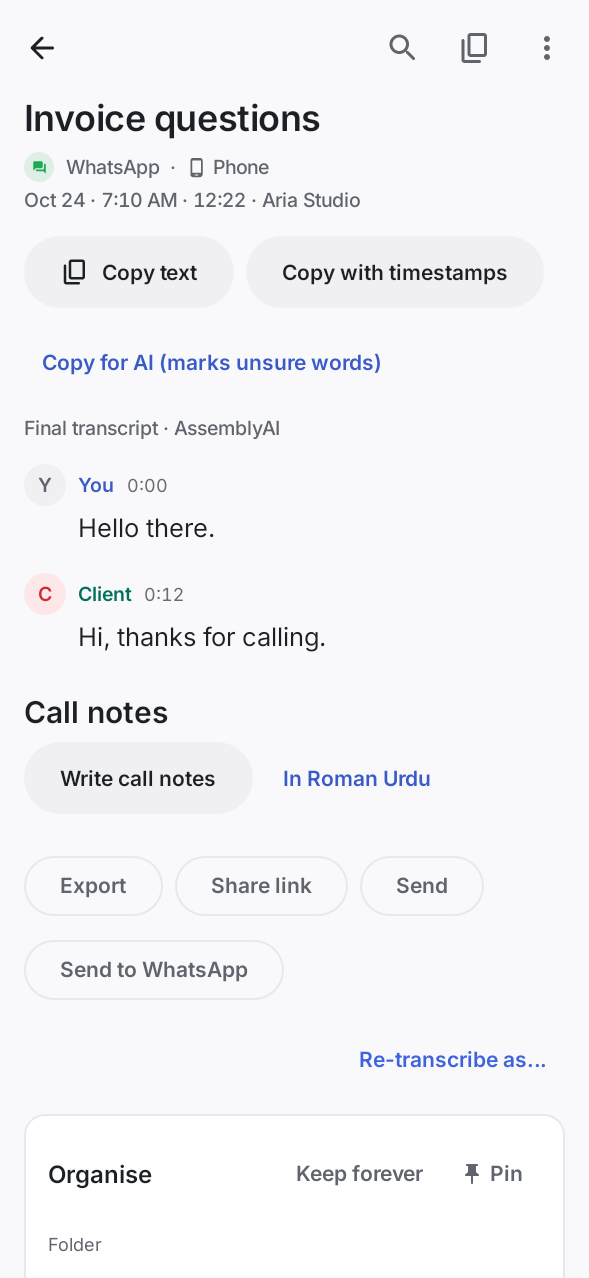 Invoice questions
WhatsApp · Phone
Oct 24 · 7:10 AM · 12:22 · Aria Studio
Copy text
Copy with timestamps
Copy for AI (marks unsure words)
Final transcript · AssemblyAI
Y You 0:00
Hello there.
C Client 0:12
Hi, thanks for calling.
Call notes
Write call notes
In Roman Urdu
Export
Share link
Send
Send to WhatsApp
Re-transcribe as...
Organise
Keep forever
Pin
Folder